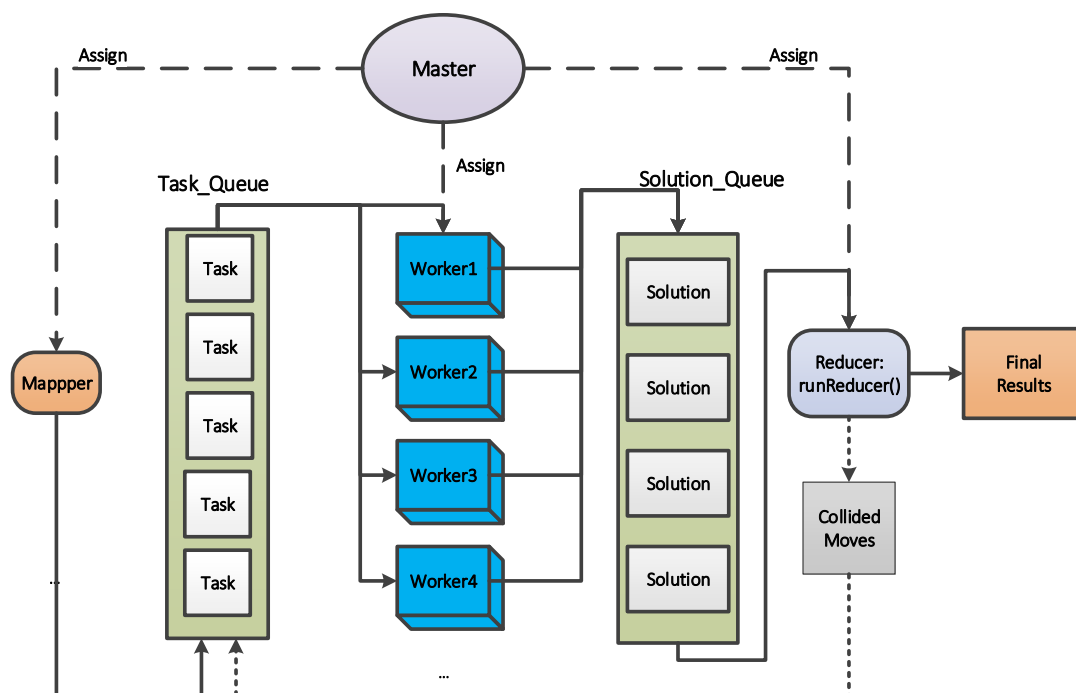 Assign
Master
Assign
Assign
Task_Queue
Solution_Queue
Task
Task
Task
Task
Task
Worker1
Worker2
Worker3
Worker4
Solution
Solution
Solution
Solution
Mappper
Reducer:
runReducer()
Final
Results
Collided
Moves
...
...